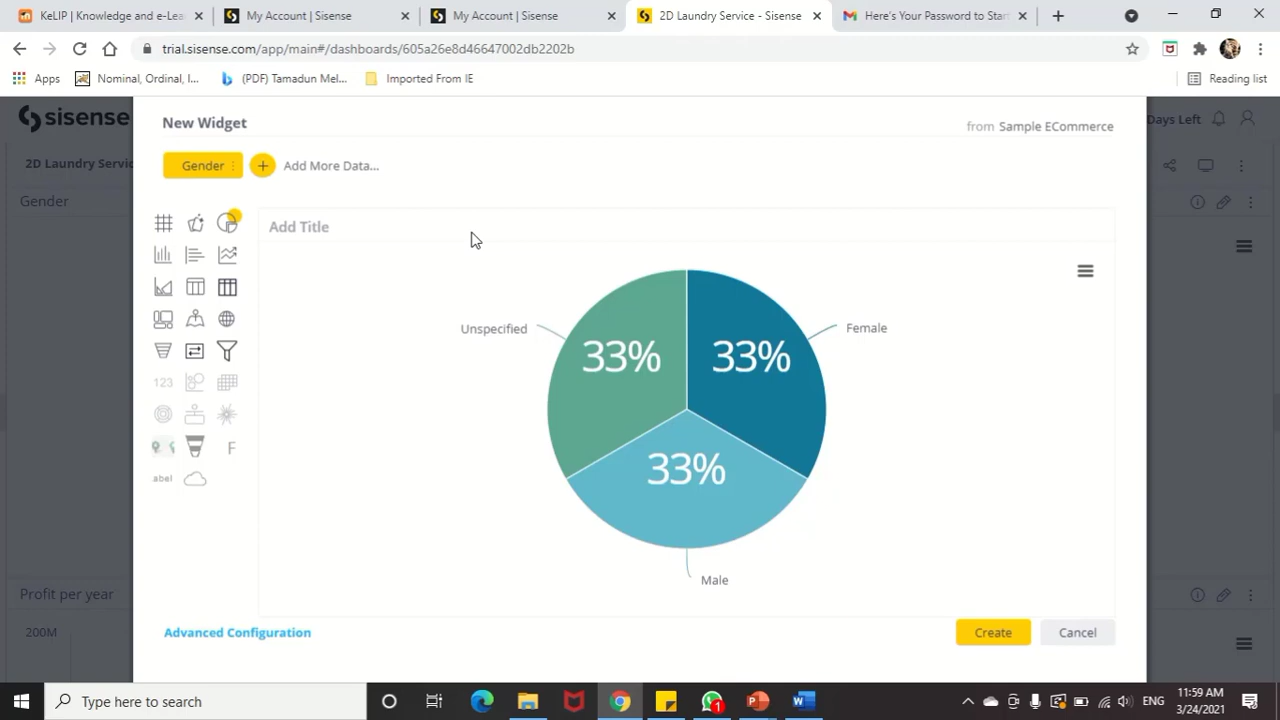 KeLIP | Knowledge and e-Lea
My Account | Sisense
My Account | Sisense
2D Laundry Service - Sisense
Here's Your Password to Start
trial.sisense.com/app/main#/dashboards/605a26e8d46647002db2202b
Apps
Nominal, Ordinal, I...
(PDF) Tamadun Mel...
Imported From IE
Reading list
sisense
Days Left
New Widget
from Sample ECommerce
2D Laundry Servic
Gender
Add More Data...
Gender
Add Title
Unspecified
33%
33%
Female
33%
Male
123
F
abel
Profit per year
200M
Advanced Configuration
Create
Cancel
Type here to search
1
ENG
11:59 AM
3/24/2021